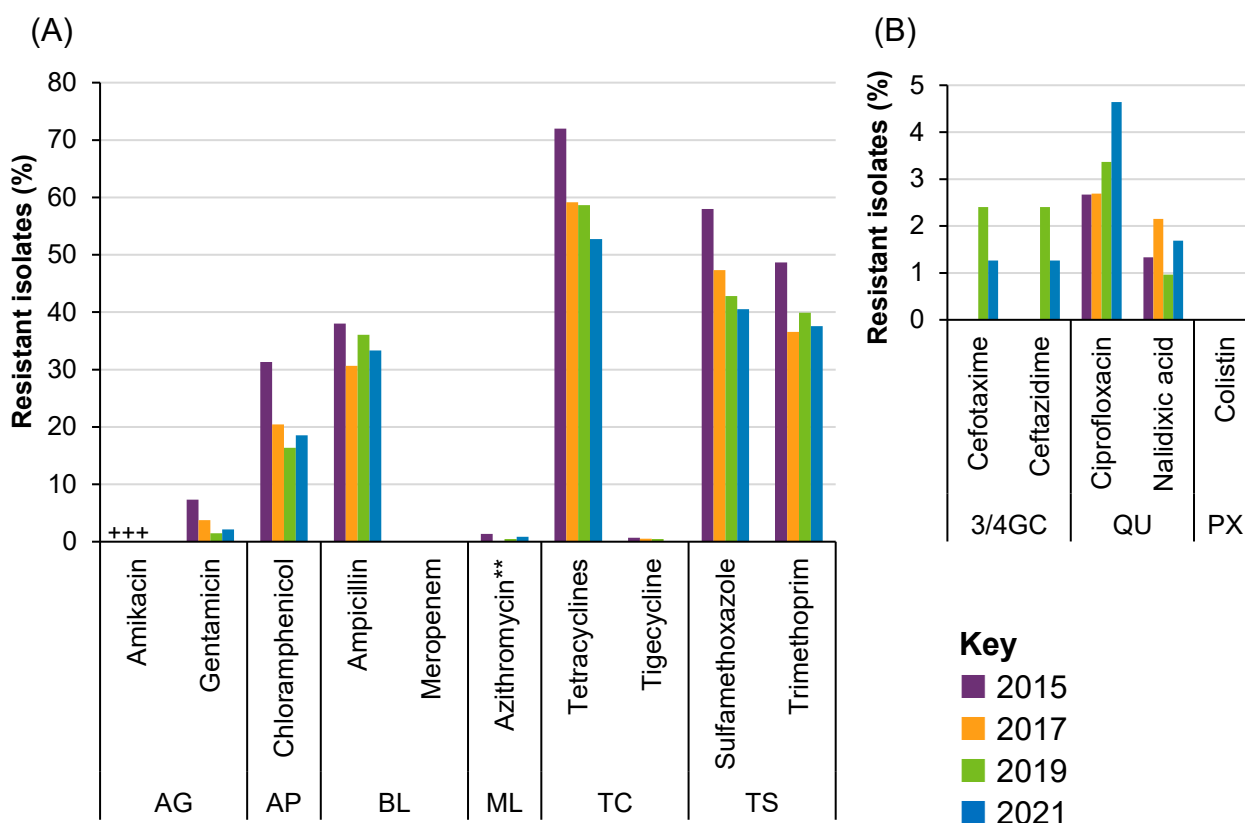 (A)
Resistant isolates (%)
80
70
60
50
40
30
20
10
0
+++
Amikacin
Gentamicin
Chloramphenicol
Ampicillin
Meropenem
Azithromycin**
Tetracyclines
Tigecycline
Sulfamethoxazole
Trimethoprim
AG
AP
BL
ML
TC
TS
(B)
Resistant isolates (%)
5
4
3
2
1
0
Cefotaxime
Ceftazidime
Ciprofloxacin
Nalidixic acid
Colistin
3/4GC
QU
PX
Key
2015
2017
2019
2021